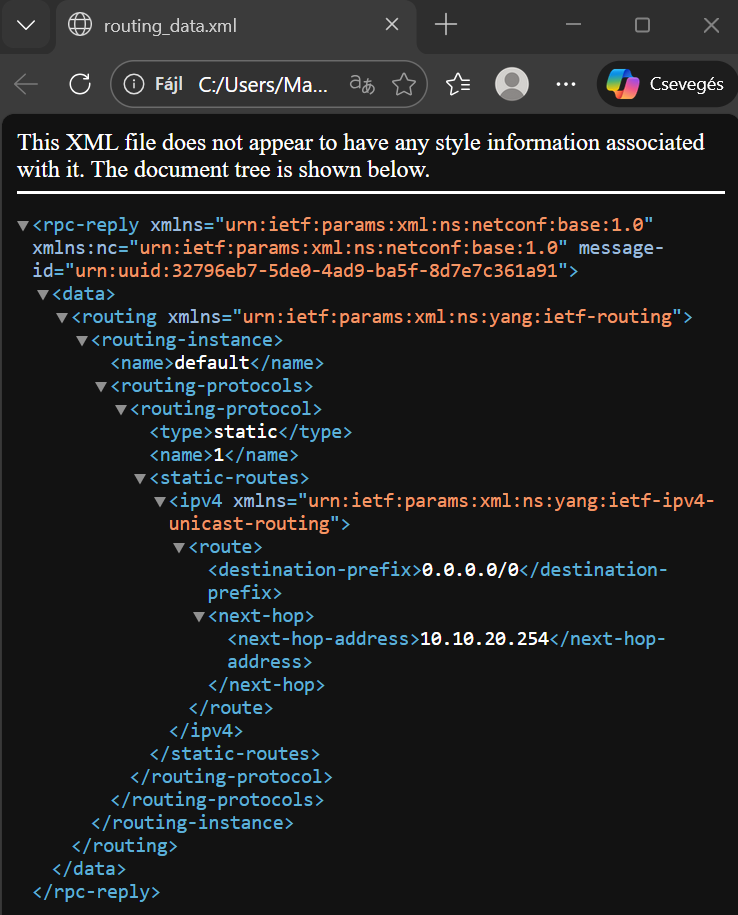 routing_data.xml
Fájl C:/Users/Ma... Csevegés
This XML file does not appear to have any style information associated
with it. The document tree is shown below.
<rpc-reply xmlns="urn:ietf:params:xml:ns:netconf:base:1.0"
xmlns:nc="urn:ietf:params:xml:ns:netconf:base:1.0" message-
id="urn:uuid:32796eb7-5de0-4ad9-ba5f-8d7e7c361a91">
<data>
<routing xmlns="urn:ietf:params:xml:ns:yang:ietf-routing">
<routing-instance>
<name>default</name>
<routing-protocols>
<routing-protocol>
<type>static</type>
<name>1</name>
<static-routes>
<ipv4 xmlns="urn:ietf:params:xml:ns:yang:ietf-ipv4-
unicast-routing">
<route>
<destination-prefix>0.0.0.0/0</destination-
prefix>
<next-hop>
<next-hop-address>10.10.20.254</next-hop-
address>
</next-hop>
</route>
</ipv4>
</static-routes>
</routing-protocol>
</routing-protocols>
</routing-instance>
</routing>
</data>
</rpc-reply>